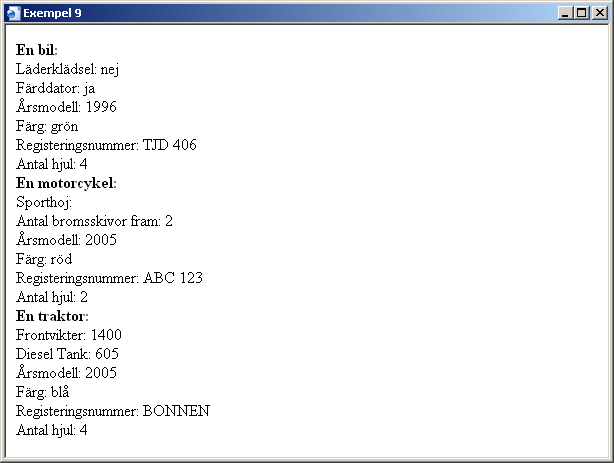 Exempel 9
En bil:
Läderklädsel: nej
Färddator: ja
Årsmodell: 1996
Färg: grön
Registeringsnummer: TJD 406
Antal hjul: 4
En motorcykel:
Sporthoj:
Antal bromsskivor fram: 2
Årsmodell: 2005
Färg: röd
Registeringsnummer: ABC 123
Antal hjul: 2
En traktor:
Frontvikter: 1400
Diesel Tank: 605
Årsmodell: 2005
Färg: blå
Registeringsnummer: BONNEN
Antal hjul: 4